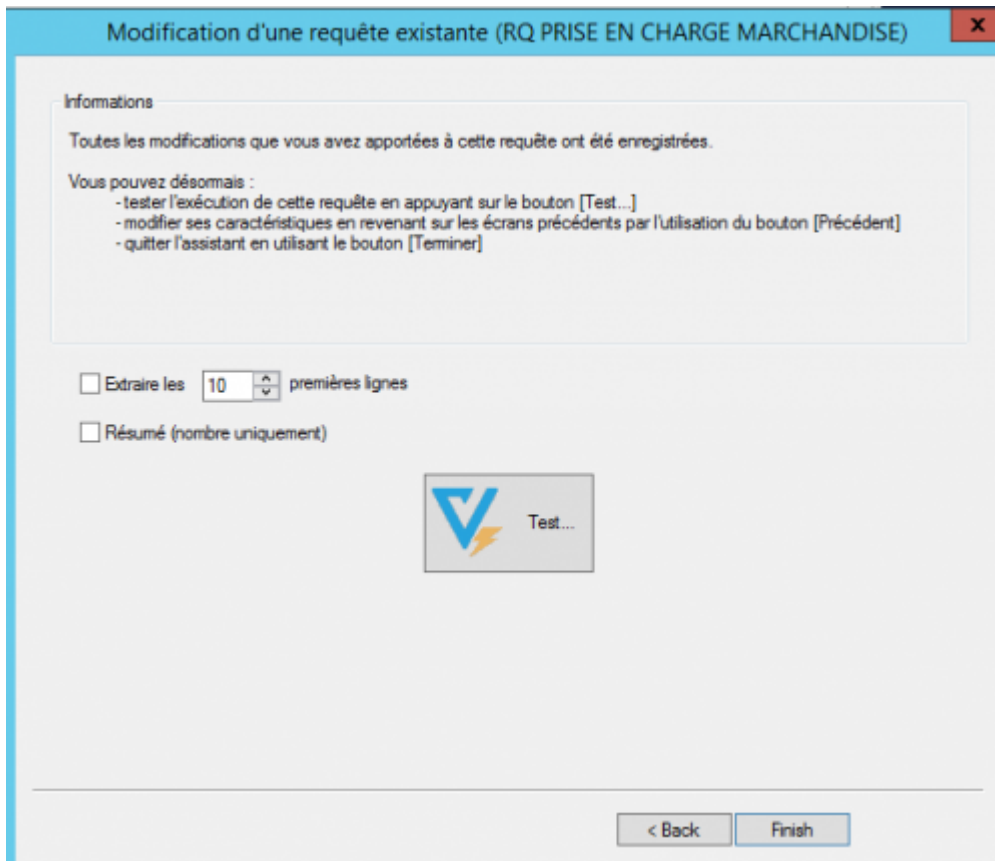 Modification d'une requête existante (RQ PRISE EN CHARGE MARCHANDISE)
x
Informations
Toutes les modifications que vous avez apportées à cette requête ont été enregistrées.
Vous pouvez désormais :
- tester l'exécution de cette requête en appuyant sur le bouton [Test...]
- modifier ses caractéristiques en revenant sur les écrans précédents par l'utilisation du bouton [Précédent]
- quitter l'assistant en utilisant le bouton [Terminer]
Extraire les 10 premières lignes
Résumé (nombre uniquement)
Test...
< Back Finish